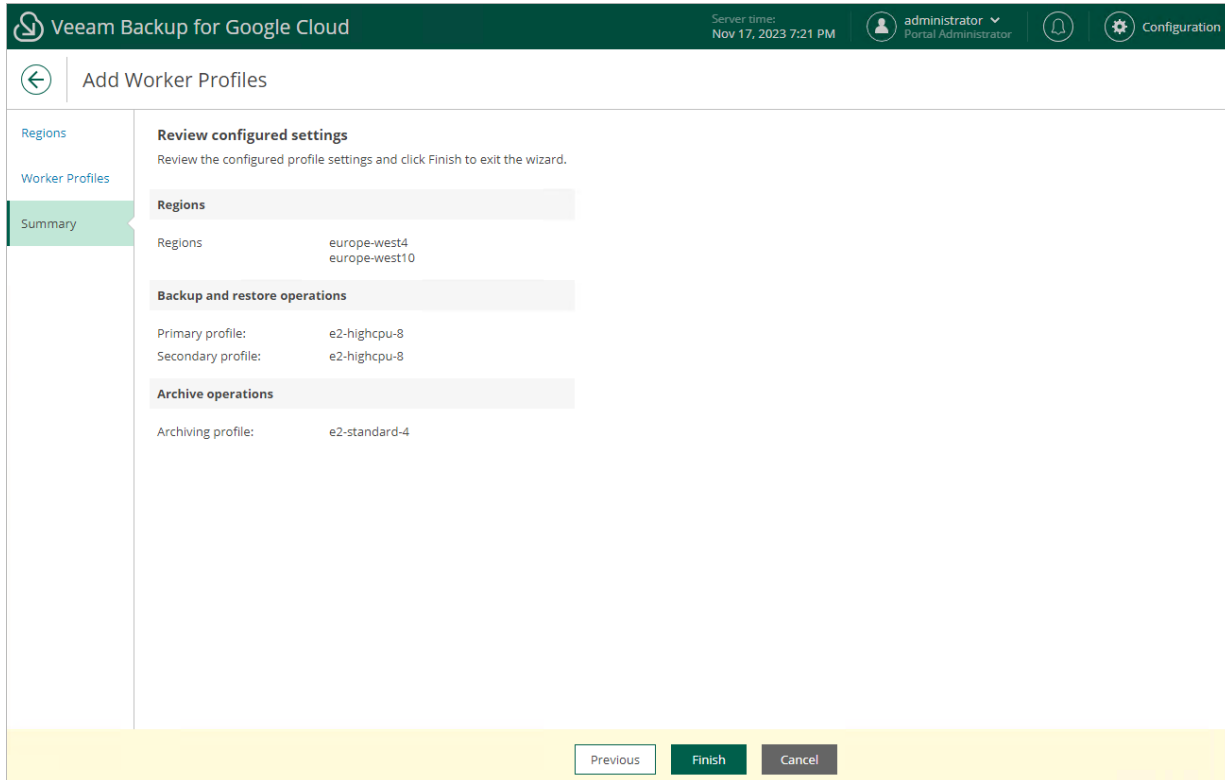 Veeam Backup for Google Cloud
Server time:
Nov 17, 2023 7:21 PM
administrator
Portal Administrator
Configuration
Add Worker Profiles
Regions
Worker Profiles
Summary
Review configured settings
Review the configured profile settings and click Finish to exit the wizard.
Regions
Regions europe-west4
europe-west10
Backup and restore operations
Primary profile: e2-highcpu-8
Secondary profile: e2-highcpu-8
Archive operations
Archiving profile: e2-standard-4
Previous Finish Cancel